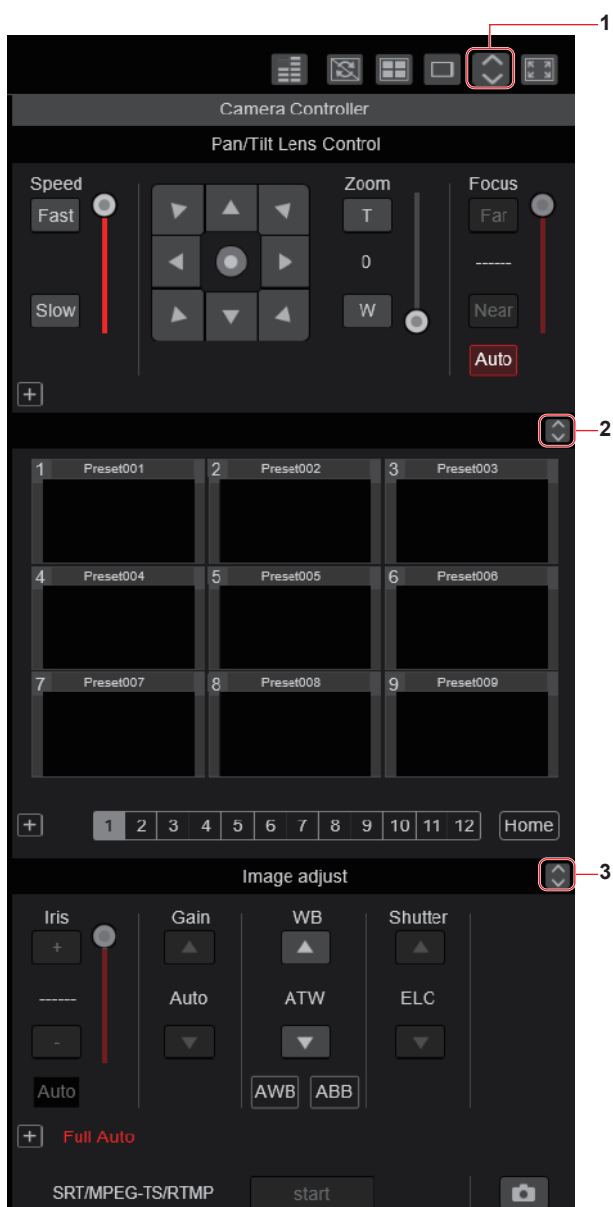 1
Camera Controller
Pan/Tilt Lens Control
Speed Zoom Focus
Fast T Far
0 ------
Slow W Near
Auto
+
2
1 Preset001 2 Preset002 3 Preset003
4 Preset004 5 Preset005 6 Preset006
7 Preset007 8 Preset008 9 Preset009
+ 1 2 3 4 5 6 7 8 9 10 11 12 Home
Image adjust
3
Iris Gain WB Shutter
+
------ Auto ATW ELC
-
Auto AWB ABB
+ Full Auto
SRT/MPEG-TS/RTMP start